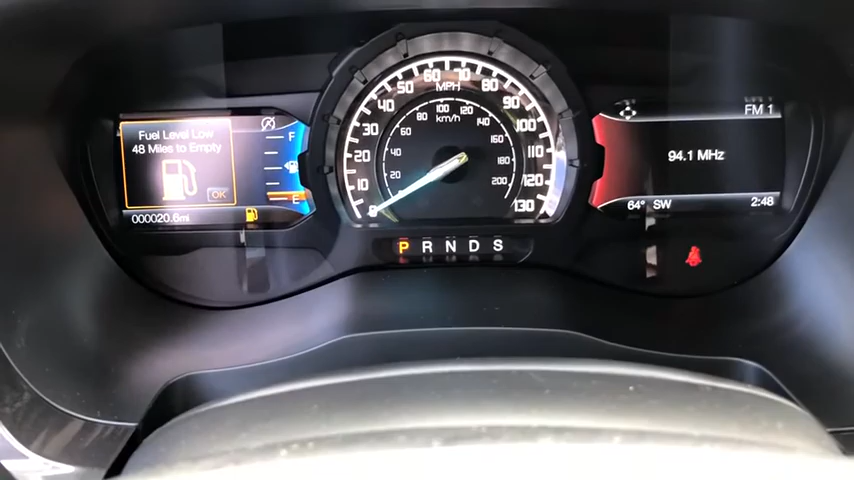 Fuel Level Low
48 Miles to Empty
OK
000020.6mi
F
E
0 10 20 30 40 50 60 70 80 90 100 110 120 130
MPH
km/h
20 40 60 80 100 120 140 160 180 200
P R N D S
FM 1
94.1 MHz
64° SW 2:48